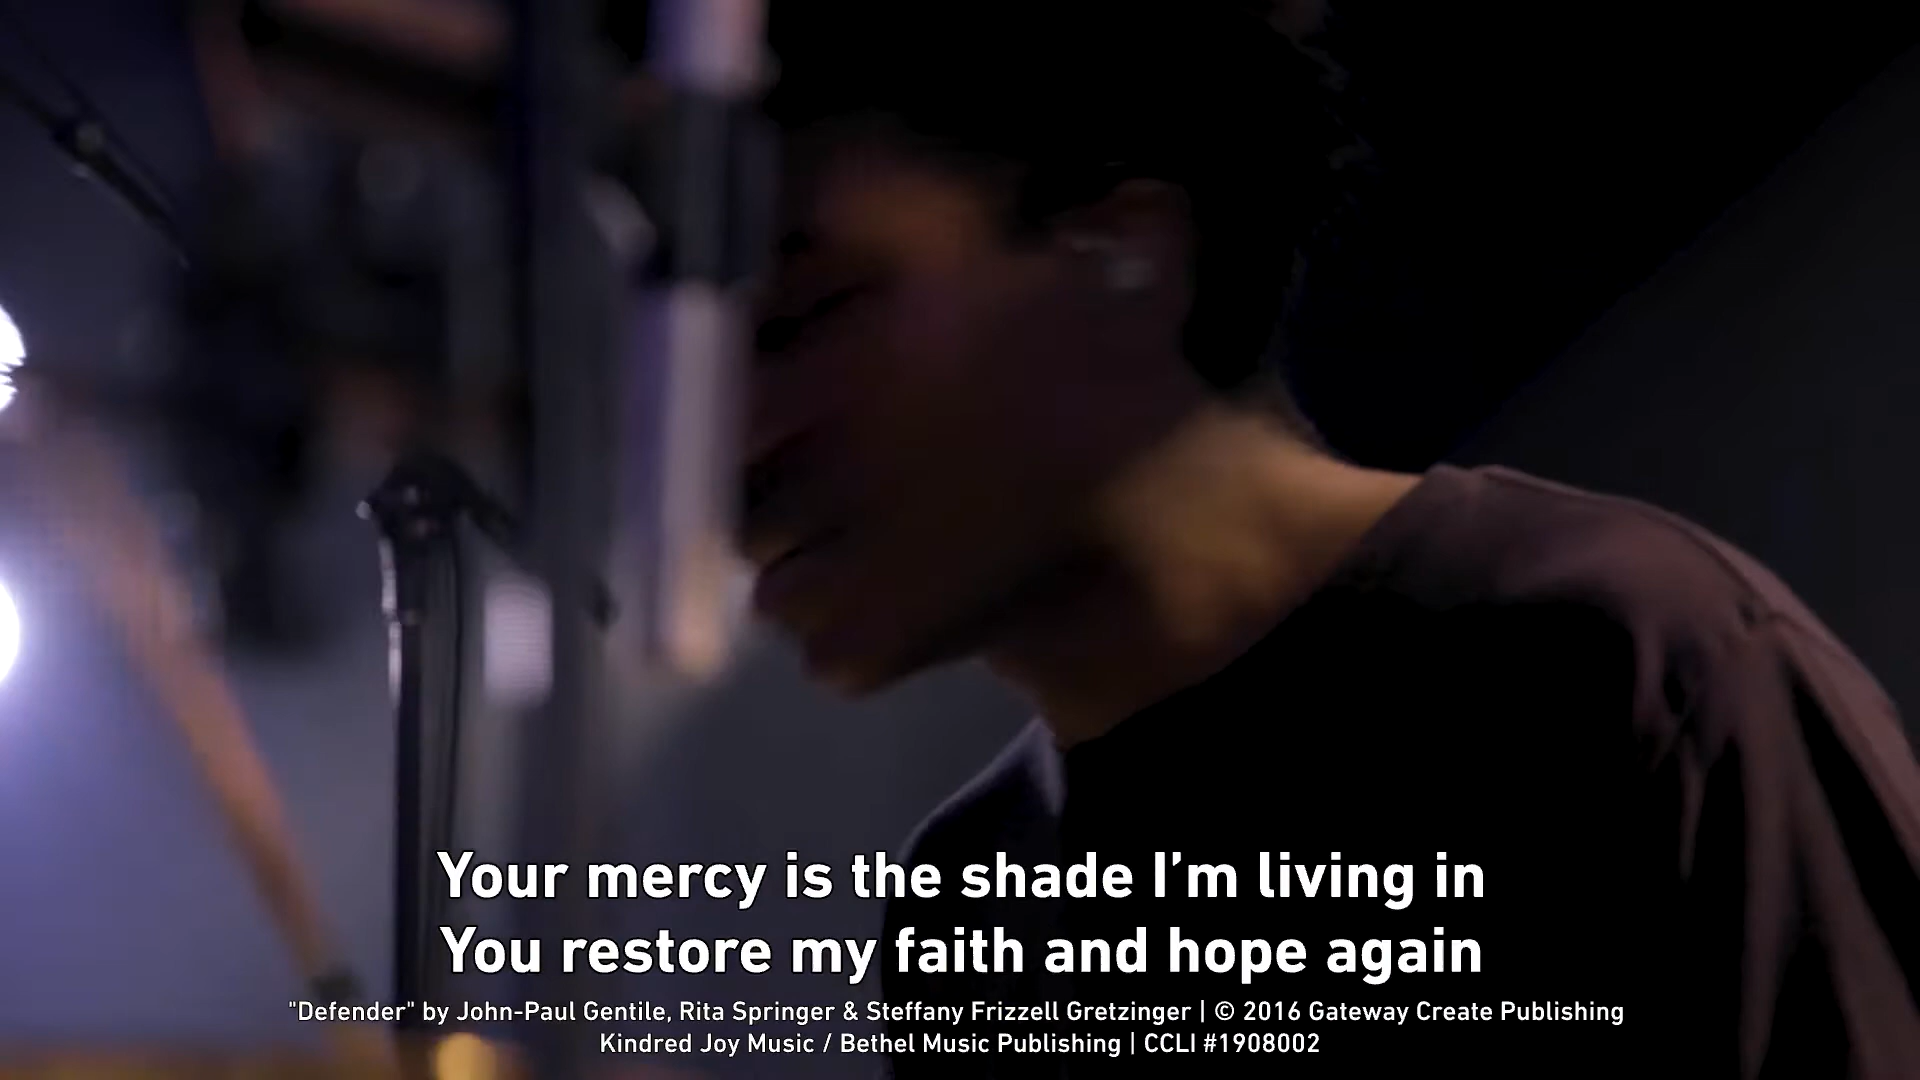 Your mercy is the shade I’m living in
You restore my faith and hope again
"Defender" by John-Paul Gentile, Rita Springer & Steffany Frizzell Gretzinger | © 2016 Gateway Create Publishing
Kindred Joy Music / Bethel Music Publishing | CCLI #1908002